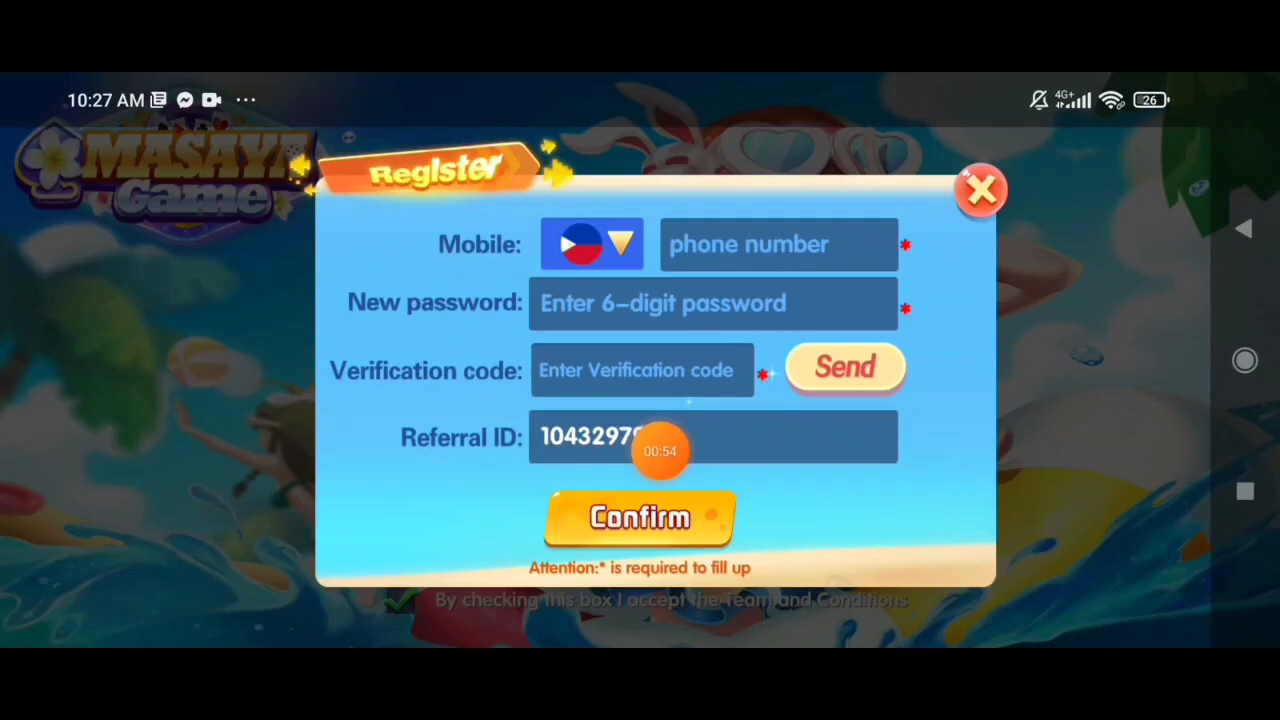 10:27 AM
4G+
26
MASAYA
Game
Register
Mobile:
phone number
*
New password:
Enter 6-digit password
*
Verification code:
Enter Verification code
*
Send
Referral ID:
1043297
00:54
Confirm
Attention:* is required to fill up
By checking this box I accept the Team and Conditions